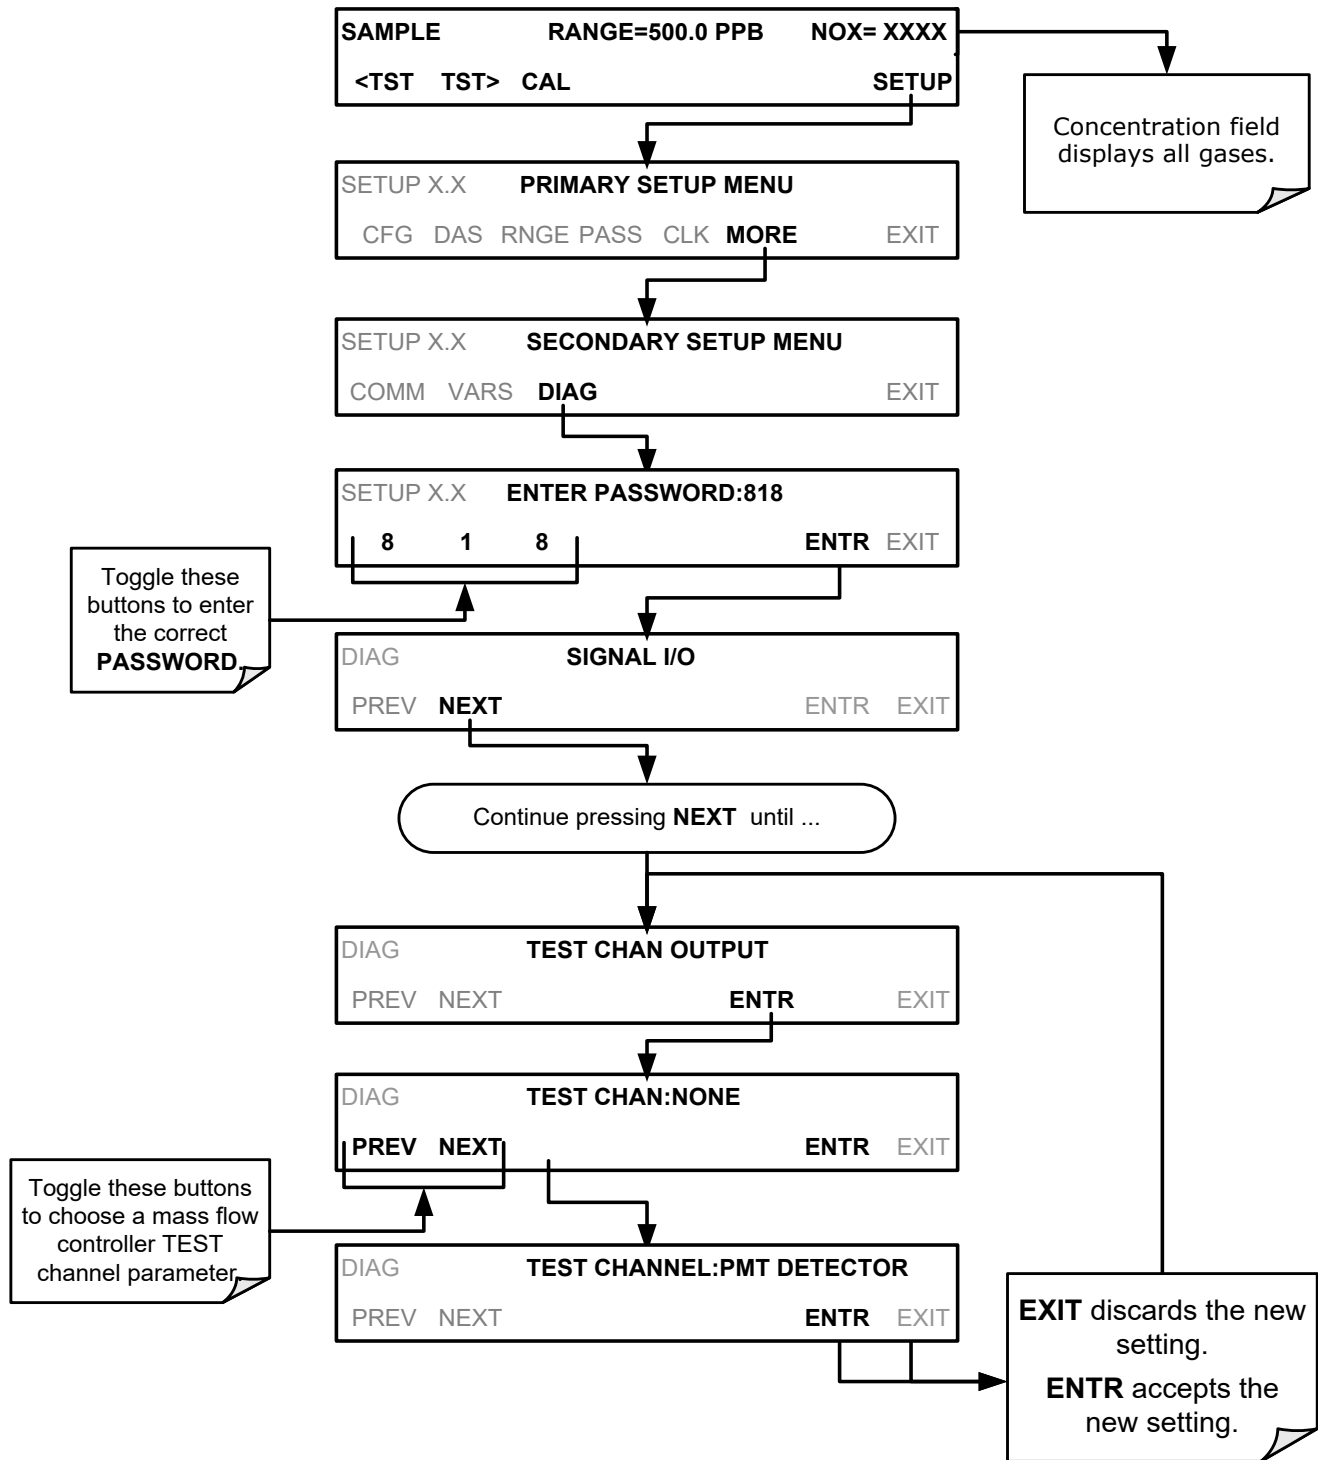 SAMPLE RANGE=500.0 PPB NOX= XXXX
<TST TST> CAL SETUP
Concentration field
displays all gases.
SETUP X.X PRIMARY SETUP MENU
CFG DAS RNGE PASS CLK MORE EXIT
SETUP X.X SECONDARY SETUP MENU
COMM VARS DIAG EXIT
SETUP X.X ENTER PASSWORD:818
8 1 8 ENTR EXIT
Toggle these
buttons to enter
the correct
PASSWORD.
DIAG SIGNAL I/O
PREV NEXT ENTR EXIT
Continue pressing NEXT until ...
DIAG TEST CHAN OUTPUT
PREV NEXT ENTR EXIT
DIAG TEST CHAN:NONE
PREV NEXT ENTR EXIT
Toggle these buttons
to choose a mass flow
controller TEST
channel parameter.
DIAG TEST CHANNEL:PMT DETECTOR
PREV NEXT ENTR EXIT
EXIT discards the new
setting.
ENTR accepts the
new setting.